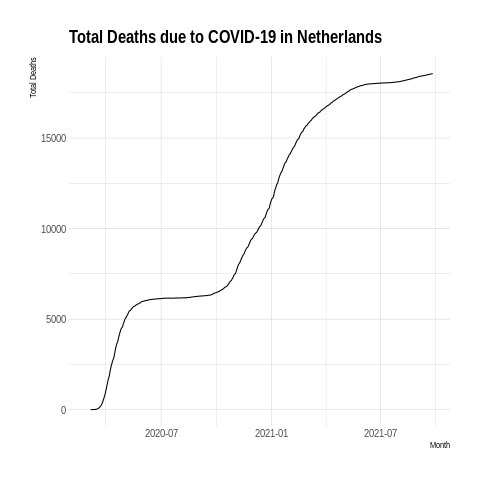 Total Deaths due to COVID-19 in Netherlands
Total Deaths
15000
10000
5000
0
2020-07 2021-01 2021-07
Month